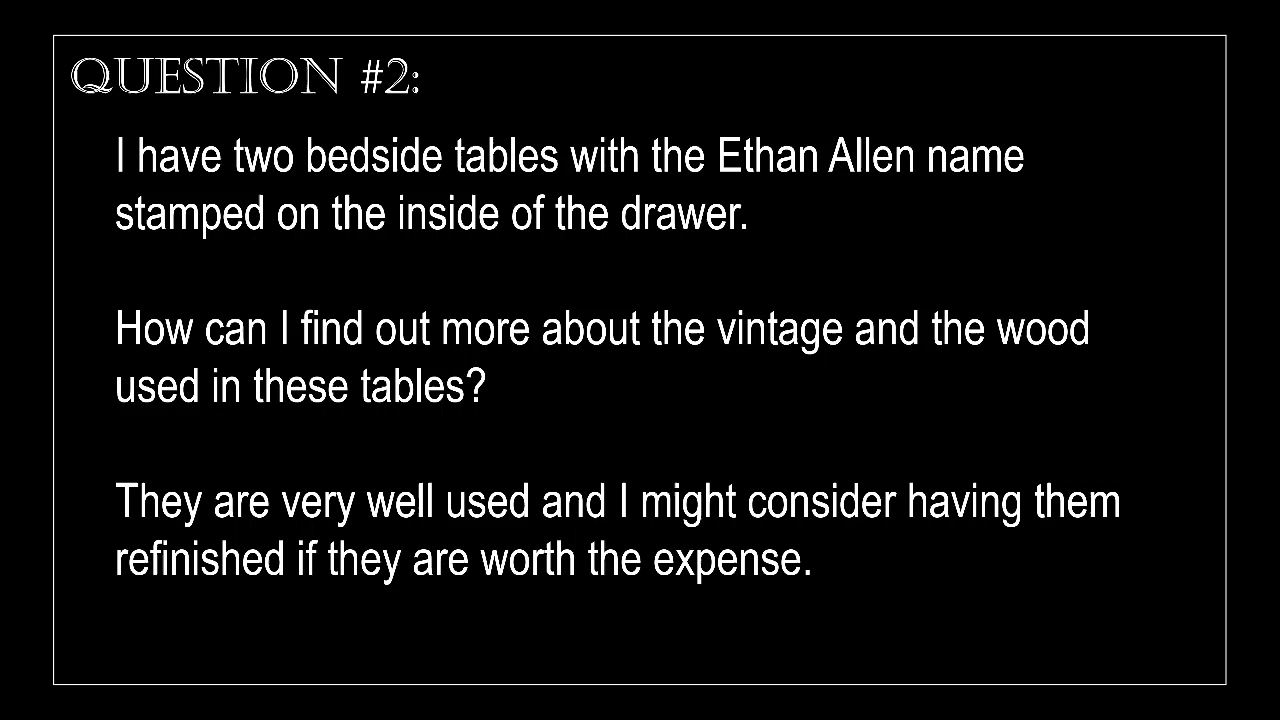 QUESTION #2:
I have two bedside tables with the Ethan Allen name
stamped on the inside of the drawer.
How can I find out more about the vintage and the wood
used in these tables?
They are very well used and I might consider having them
refinished if they are worth the expense.